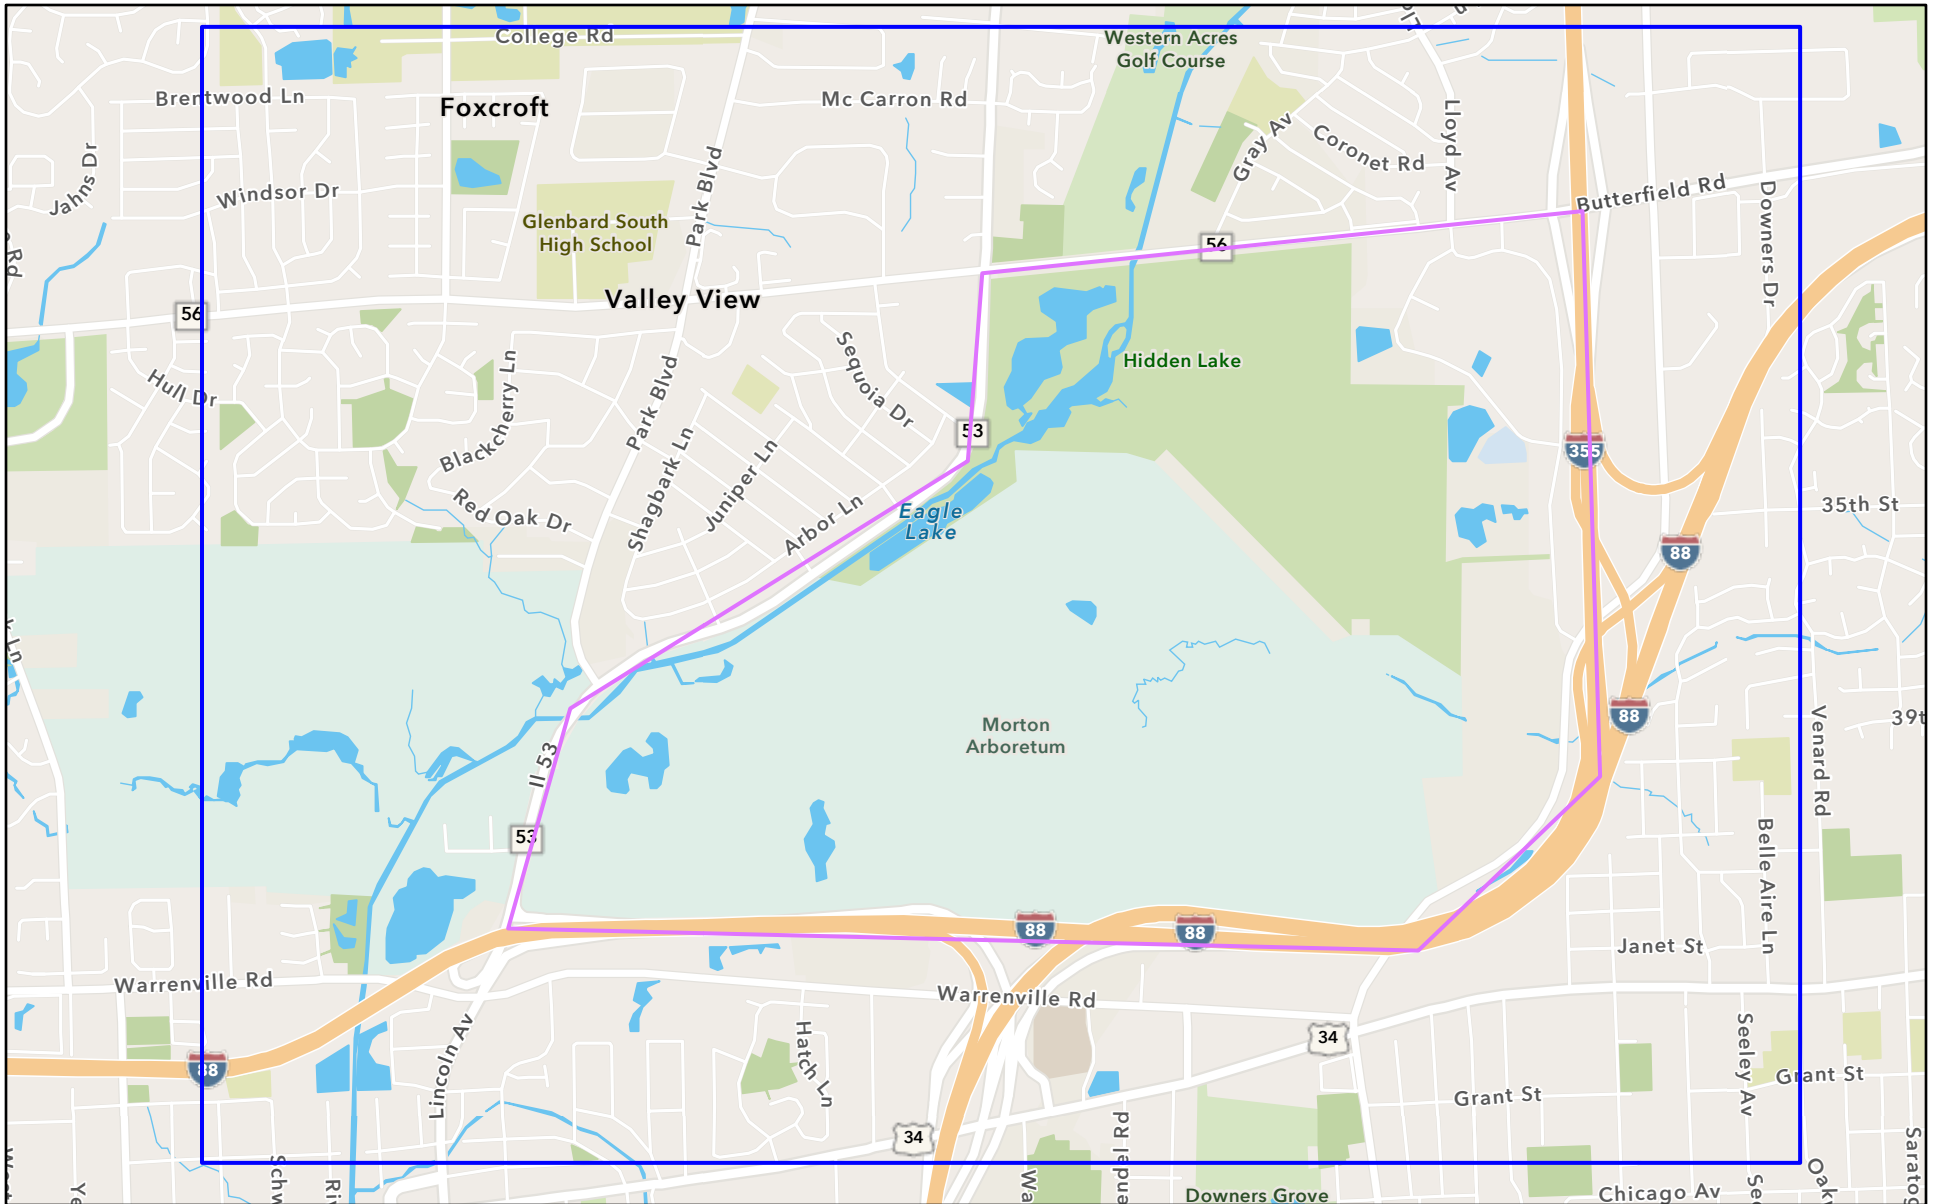 College Rd
Western Acres
Golf Course
Brentwood Ln
Foxcroft
Mc Carron Rd
Lloyd Av
Gray Av
Coronet Rd
Jahns Dr
Windsor Dr
Park Blvd
Butterfield Rd
Downers Dr
Glenbard South
High School
56
Valley View
56
Hidden Lake
Sequoia Dr
Hull Dr
Blackcherry Ln
Park Blvd
53
355
Shagbark Ln
Juniper Ln
Red Oak Dr
Arbor Ln
Eagle
Lake
35th St
88
Morton
Arboretum
88
Venard Rd
39t
Il 53
53
Belle Aire Ln
88
88
Janet St
Warrenville Rd
Warrenville Rd
Lincoln Av
Hatch Ln
34
Seeley Av
88
Grant St
Grant St
34
Downers Grove
Chicago Av